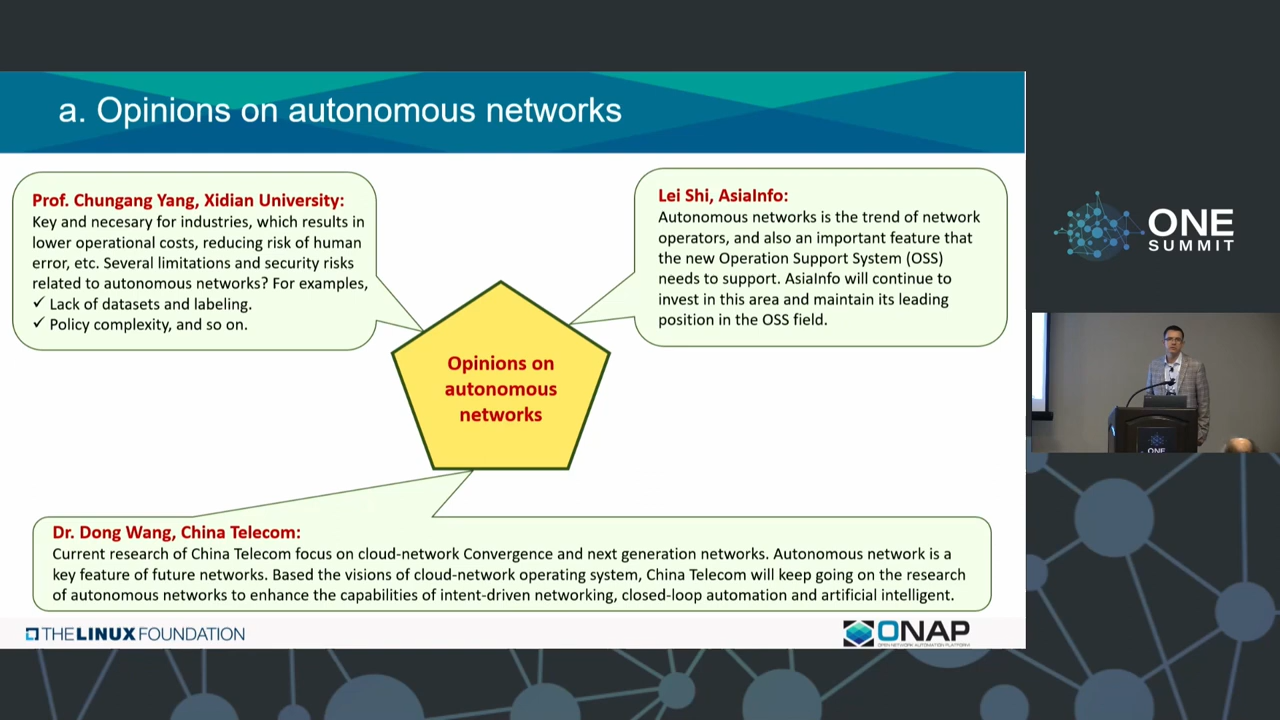 a. Opinions on autonomous networks
Prof. Chungang Yang, Xidian University:
Key and necesary for industries, which results in
lower operational costs, reducing risk of human
error, etc. Several limitations and security risks
related to autonomous networks? For examples,
✓ Lack of datasets and labeling.
✓ Policy complexity, and so on.
Lei Shi, AsiaInfo:
Autonomous networks is the trend of network
operators, and also an important feature that
the new Operation Support System (OSS)
needs to support. AsiaInfo will continue to
invest in this area and maintain its leading
position in the OSS field.
Opinions on
autonomous
networks
Dr. Dong Wang, China Telecom:
Current research of China Telecom focus on cloud-network Convergence and next generation networks. Autonomous network is a
key feature of future networks. Based the visions of cloud-network operating system, China Telecom will keep going on the research
of autonomous networks to enhance the capabilities of intent-driven networking, closed-loop automation and artificial intelligent.
THE LINUX FOUNDATION
ONAP
OPEN NETWORK AUTOMATION PLATFORM
ONE
SUMMIT
ONE